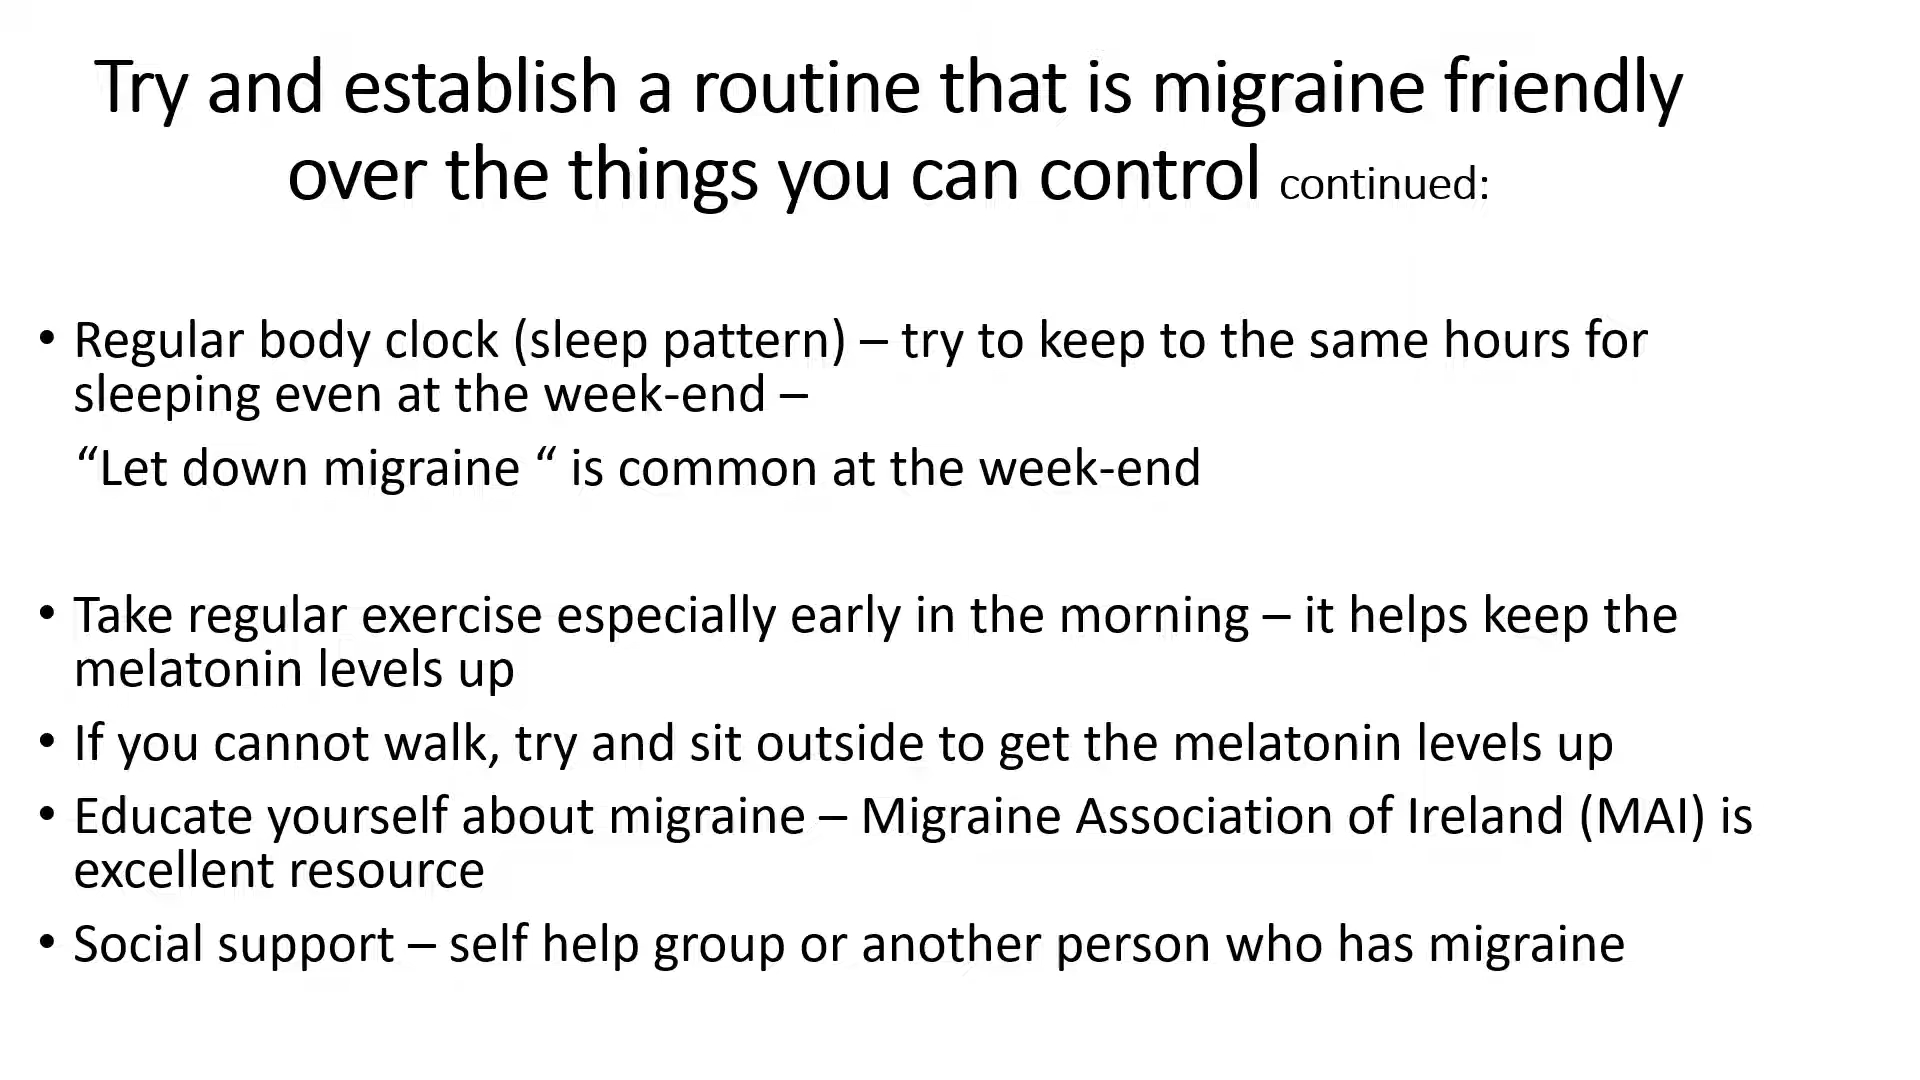 Try and establish a routine that is migraine friendly
over the things you can control continued:
• Regular body clock (sleep pattern) – try to keep to the same hours for
sleeping even at the week-end –
“Let down migraine “ is common at the week-end
• Take regular exercise especially early in the morning – it helps keep the
melatonin levels up
• If you cannot walk, try and sit outside to get the melatonin levels up
• Educate yourself about migraine – Migraine Association of Ireland (MAI) is
excellent resource
• Social support – self help group or another person who has migraine